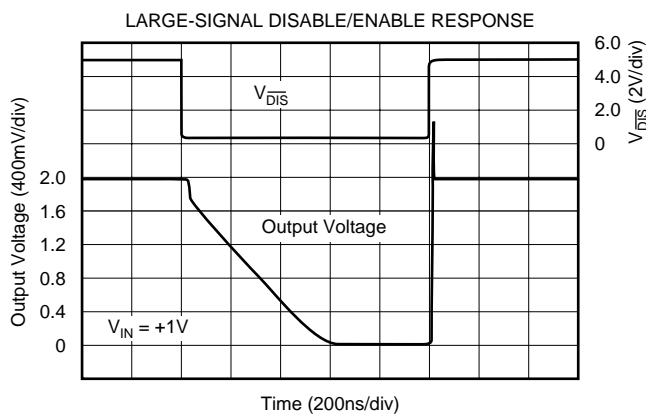 LARGE-SIGNAL DISABLE/ENABLE RESPONSE
6.0
4.0
2.0
0
V_DIS (2V/div)
V_DIS
Output Voltage (400mV/div)
2.0
1.6
1.2
0.8
0.4
0
Output Voltage
V_IN = +1V
Time (200ns/div)